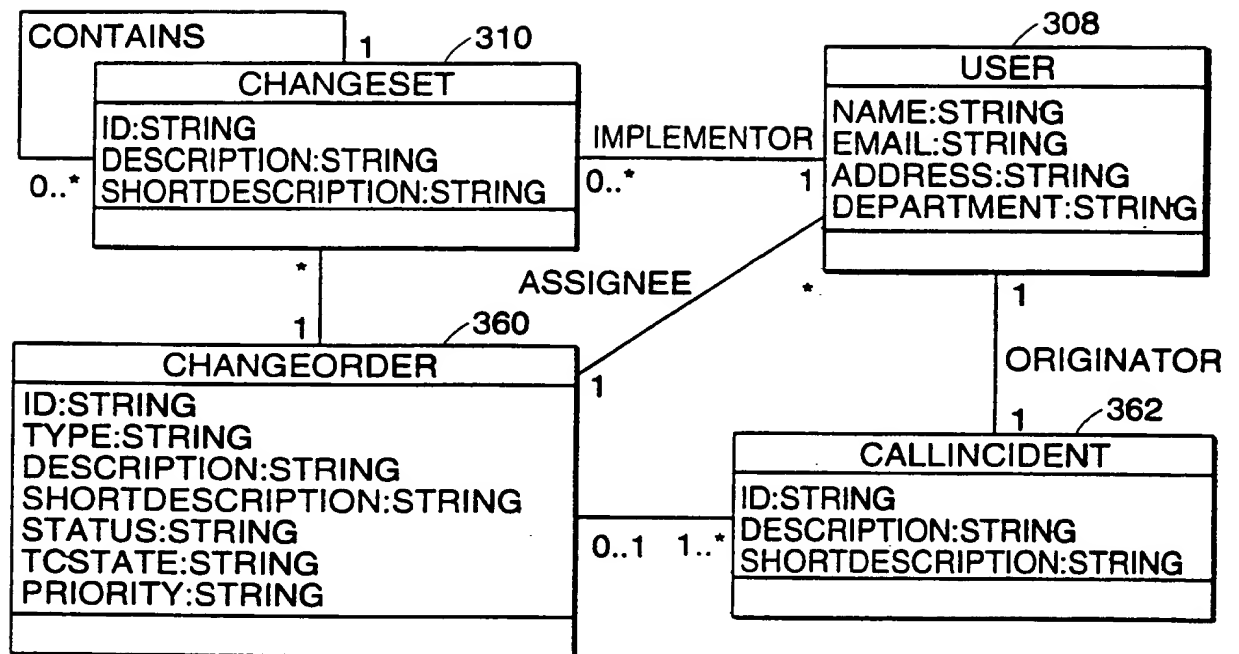 CONTAINS
1
310
CHANGESET
ID:STRING
DESCRIPTION:STRING
SHORTDESCRIPTION:STRING
0..*
IMPLEMENTOR
0..*
1
308
USER
NAME:STRING
EMAIL:STRING
ADDRESS:STRING
DEPARTMENT:STRING
*
1
ASSIGNEE
*
1
1
ORIGINATOR
1
360
CHANGEORDER
ID:STRING
TYPE:STRING
DESCRIPTION:STRING
SHORTDESCRIPTION:STRING
STATUS:STRING
TCSTATE:STRING
PRIORITY:STRING
0..1
1..*
362
CALLINCIDENT
ID:STRING
DESCRIPTION:STRING
SHORTDESCRIPTION:STRING